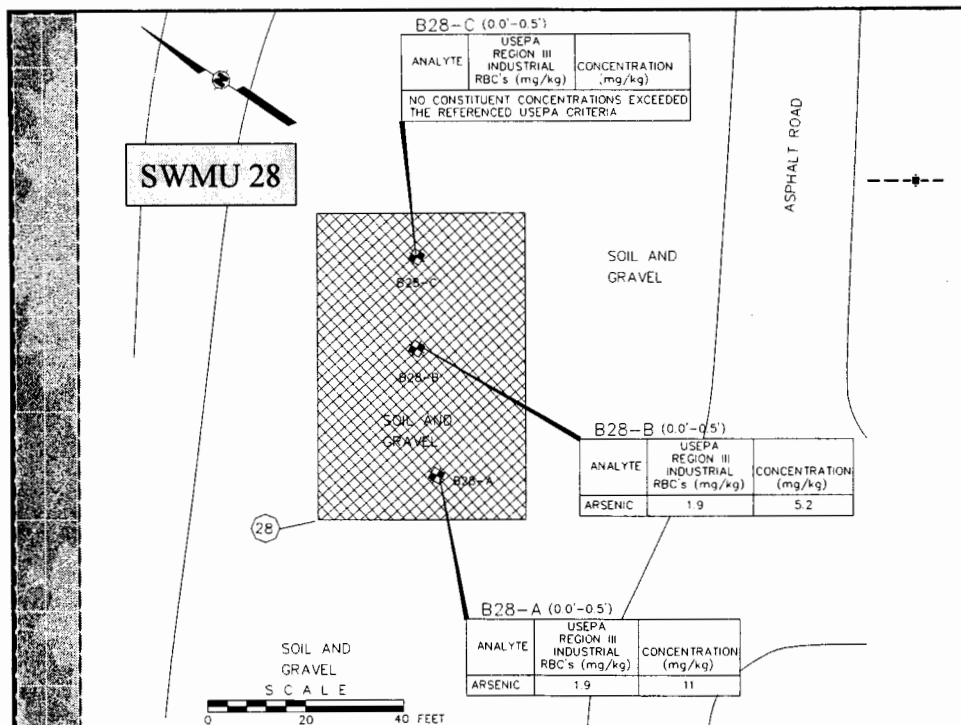 B28-C (0.0'-0.5')
ANALYTE
USEPA
REGION III
INDUSTRIAL
RBC's (mg/kg)
CONCENTRATION
(mg/kg)
NO CONSTITUENT CONCENTRATIONS EXCEEDED
THE REFERENCED USEPA CRITERIA
N
SWMU 28
ASPHALT ROAD
SOIL AND
GRAVEL
B28-C
B28-B
SOIL AND
GRAVEL
B28-A
28
B28-B (0.0'-0.5')
ANALYTE
USEPA
REGION III
INDUSTRIAL
RBC's (mg/kg)
CONCENTRATION
(mg/kg)
ARSENIC 1.9 5.2
B28-A (0.0'-0.5')
ANALYTE
USEPA
REGION III
INDUSTRIAL
RBC's (mg/kg)
CONCENTRATION
(mg/kg)
ARSENIC 1.9 11
SOIL AND
GRAVEL
SCALE
0 20 40 FEET